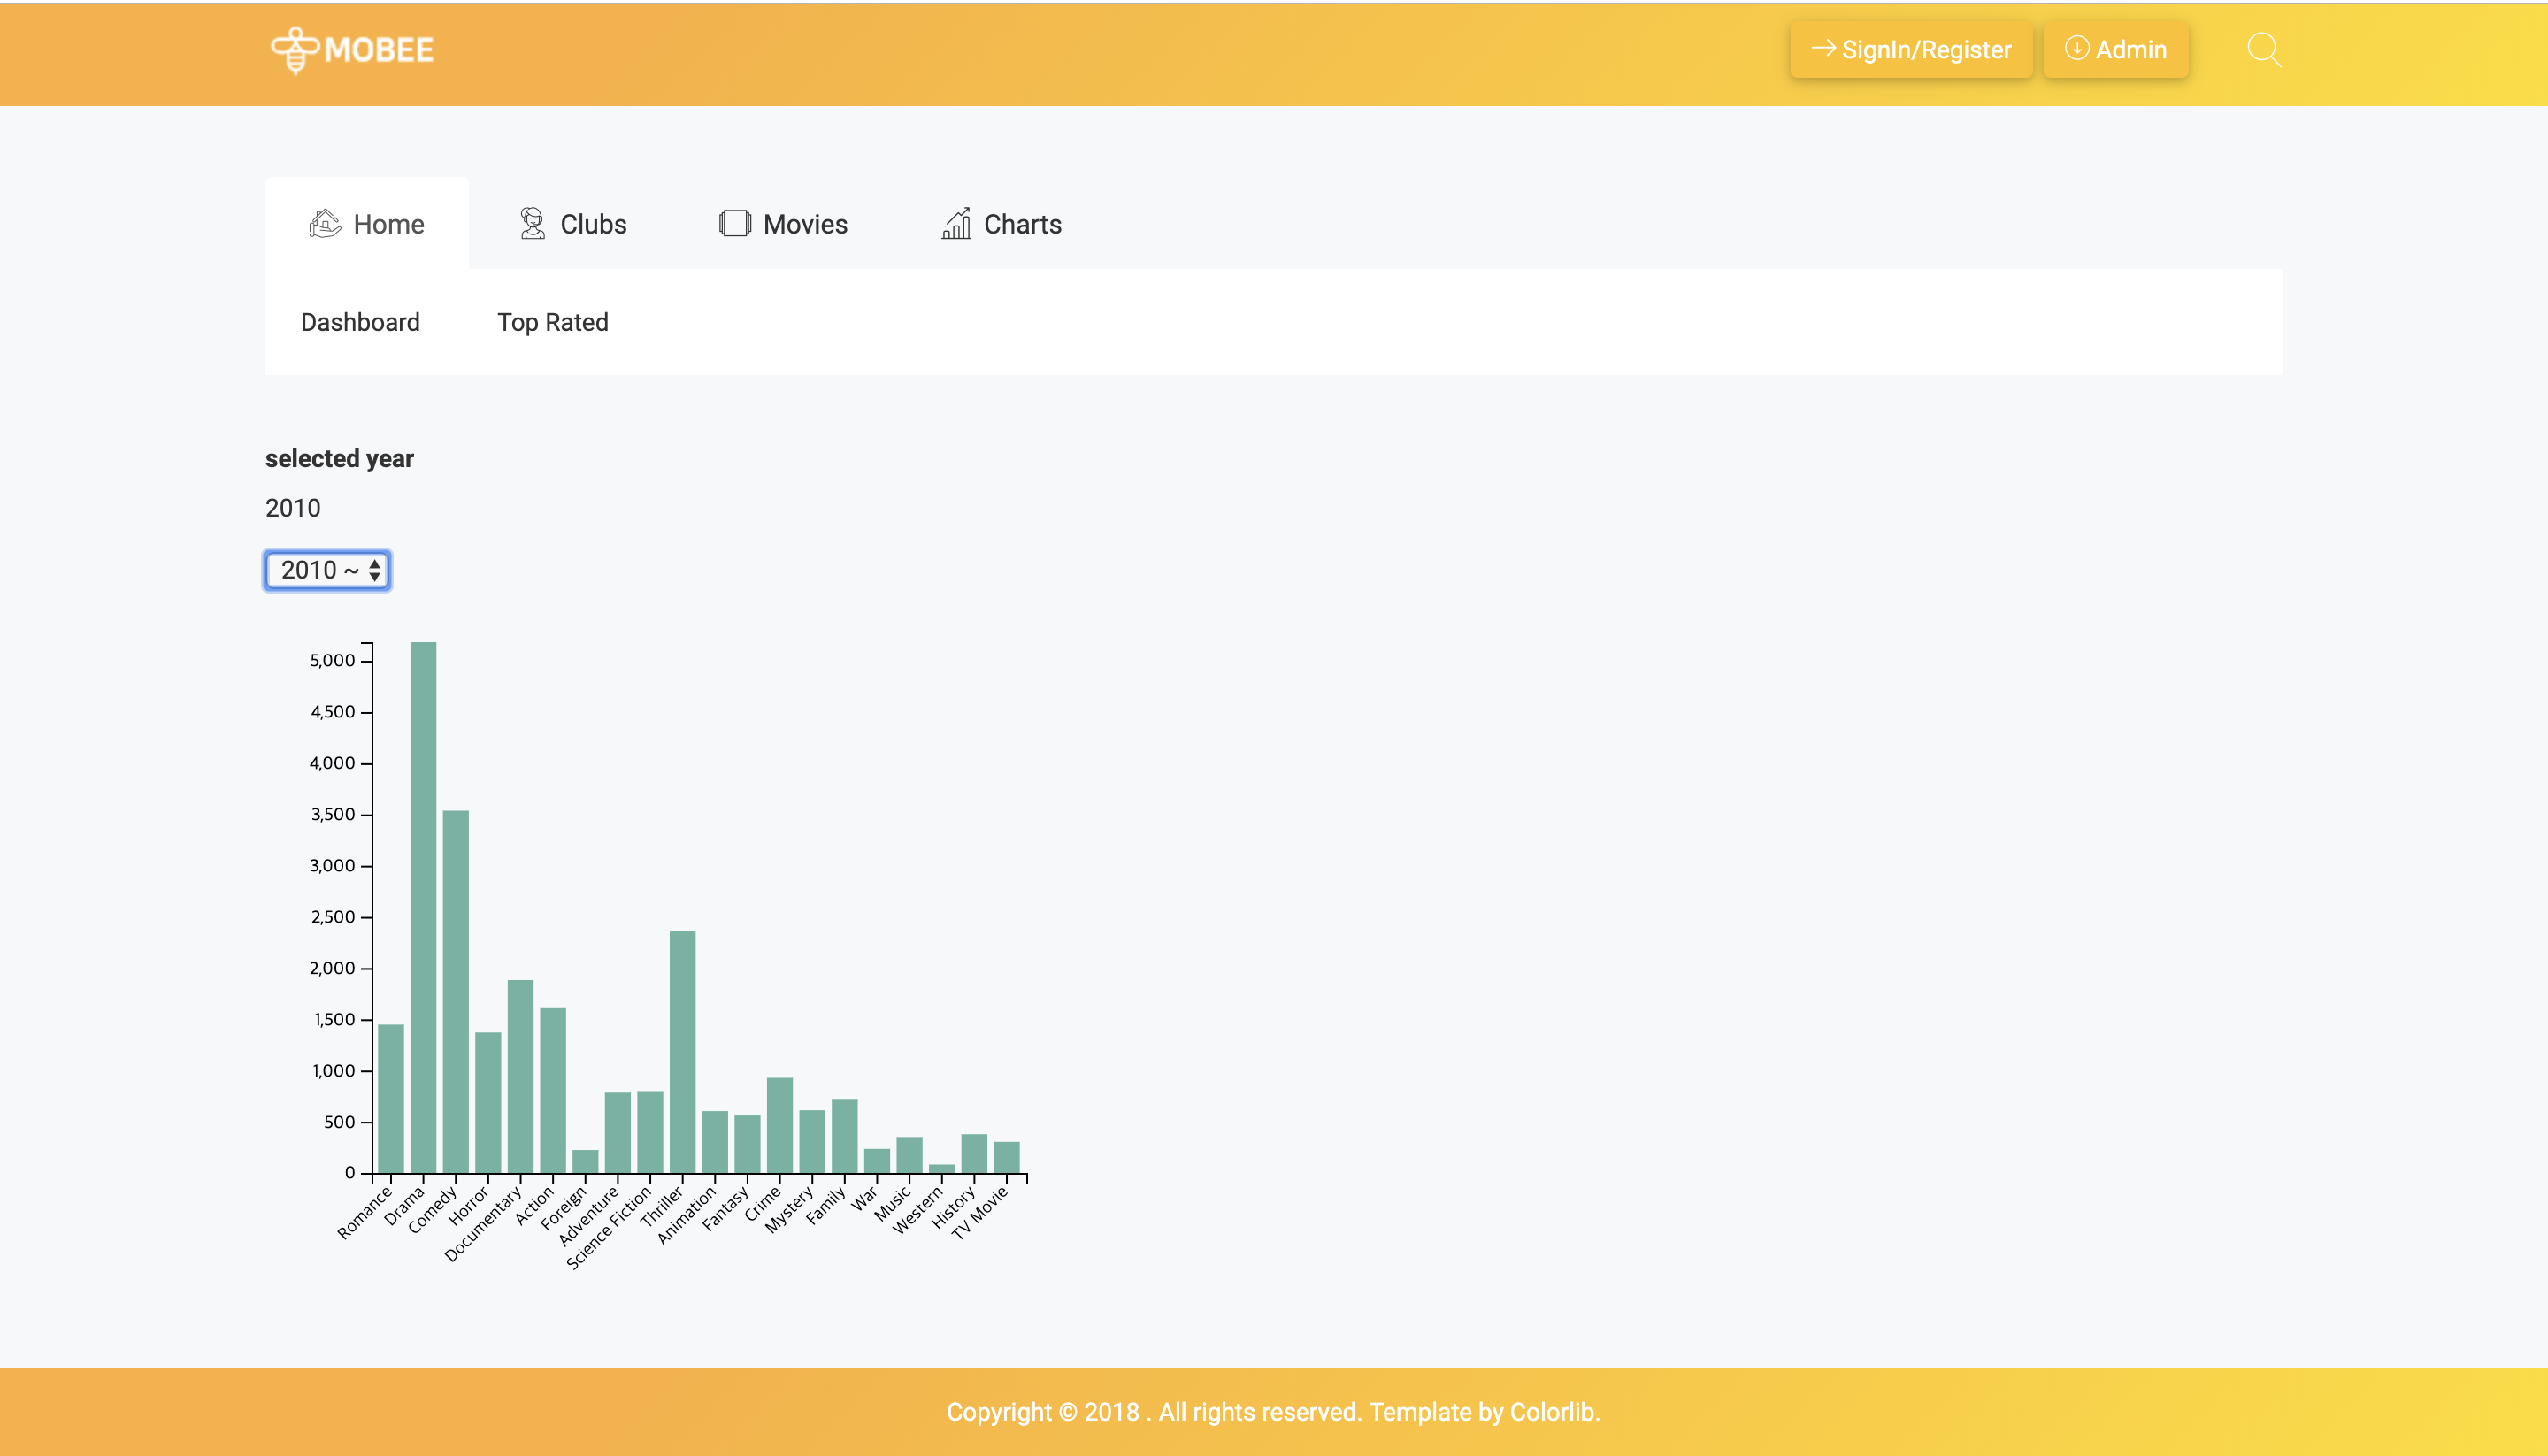 MOBEE
SignIn/Register
Admin
Home
Clubs
Movies
Charts
Dashboard
Top Rated
selected year
2010
2010 ~
5,000
4,500
4,000
3,500
3,000
2,500
2,000
1,500
1,000
500
0
Romance
Drama
Comedy
Horror
Documentary
Action
Foreign
Adventure
Science Fiction
Thriller
Animation
Fantasy
Crime
Mystery
Family
War
Music
Western
History
TV Movie
Copyright © 2018 . All rights reserved. Template by Colorlib.